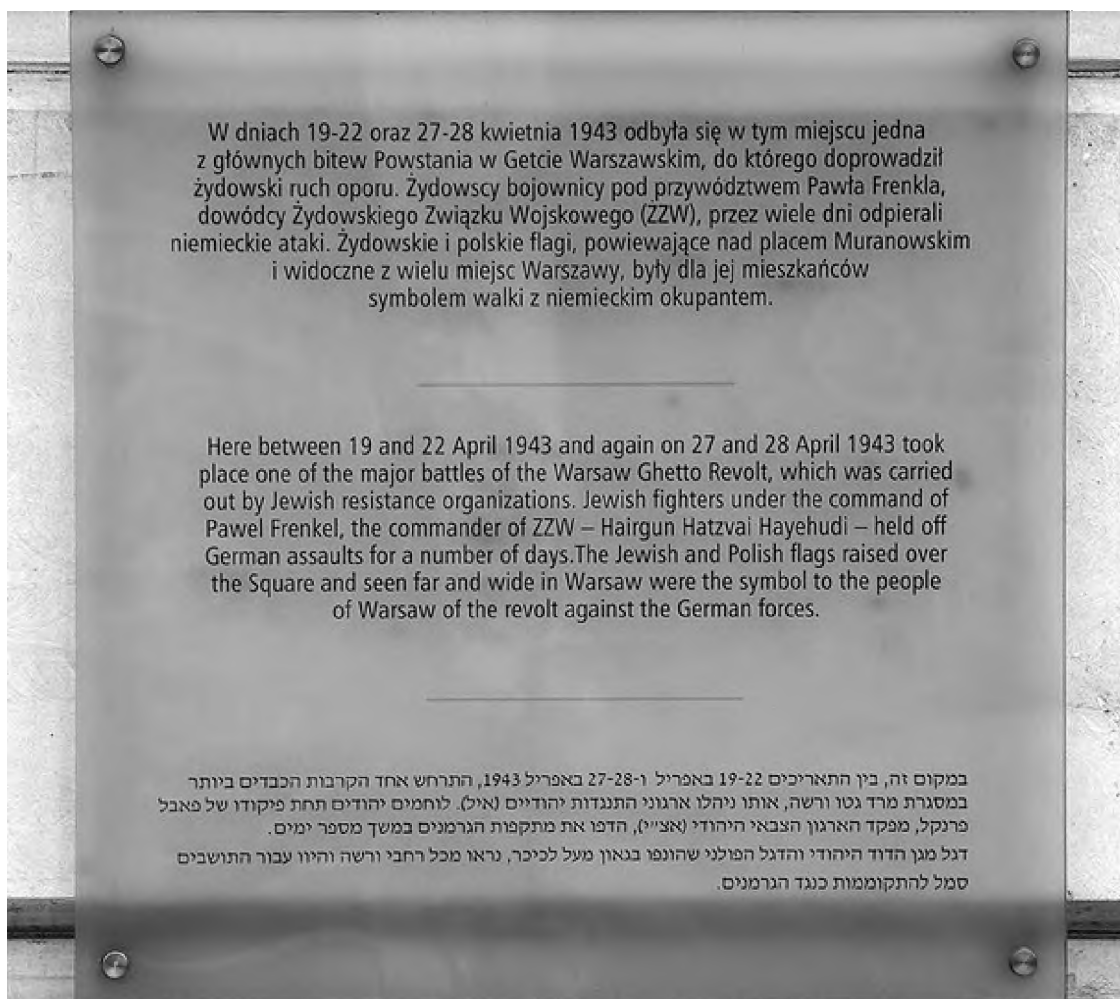 W dniach 19-22 oraz 27-28 kwietnia 1943 odbyła się w tym miejscu jedna
z głównych bitew Powstania w Getcie Warszawskim, do którego doprowadził
żydowski ruch oporu. Żydowscy bojownicy pod przywództwem Pawła Frenkla,
dowódcy Żydowskiego Związku Wojskowego (ŻZW), przez wiele dni odpierali
niemieckie ataki. Żydowskie i polskie flagi, powiewające nad placem Muranowskim
i widoczne z wielu miejsc Warszawy, były dla jej mieszkańców
symbolem walki z niemieckim okupantem.
Here between 19 and 22 April 1943 and again on 27 and 28 April 1943 took
place one of the major battles of the Warsaw Ghetto Revolt, which was carried
out by Jewish resistance organizations. Jewish fighters under the command of
Pawel Frenkel, the commander of ZZW – Hairgun Hatzvai Hayehudi – held off
German assaults for a number of days.The Jewish and Polish flags raised over
the Square and seen far and wide in Warsaw were the symbol to the people
of Warsaw of the revolt against the German forces.
במקום זה, בין התאריכים 19-22 באפריל ו-27-28 באפריל 1943, התרחש אחד הקרבות הכבדים ביותר
במסגרת מרד גטו ורשה, אותו ניהלו ארגוני התנגדות יהודיים (איל). לוחמים יהודים תחת פיקודו של פאבל
פרנקל, מפקד הארגון הצבאי היהודי (אצ״י), הדפו את מתקפות הגרמנים במשך מספר ימים.
דגל מגן הדוד היהודי והדגל הפולני שהונפו בגאון מעל לכיכר, נראו מכל רחבי ורשה והיוו עבור התושבים
סמל להתקוממות כנגד הגרמנים.